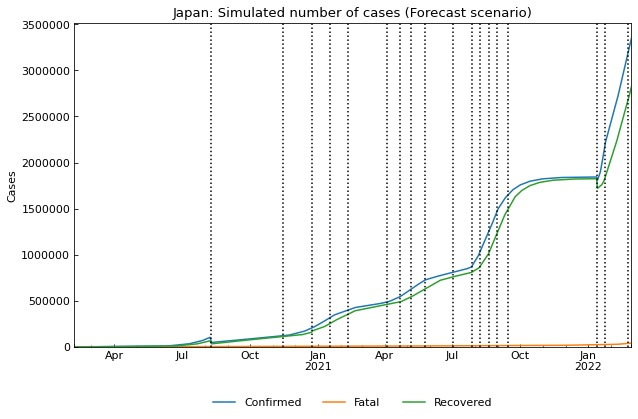 Japan: Simulated number of cases (Forecast scenario)
3500000
3000000
2500000
2000000
1500000
1000000
500000
0
Cases
Apr Jul Oct Jan Apr Jul Oct Jan
2021 2022
Confirmed Fatal Recovered